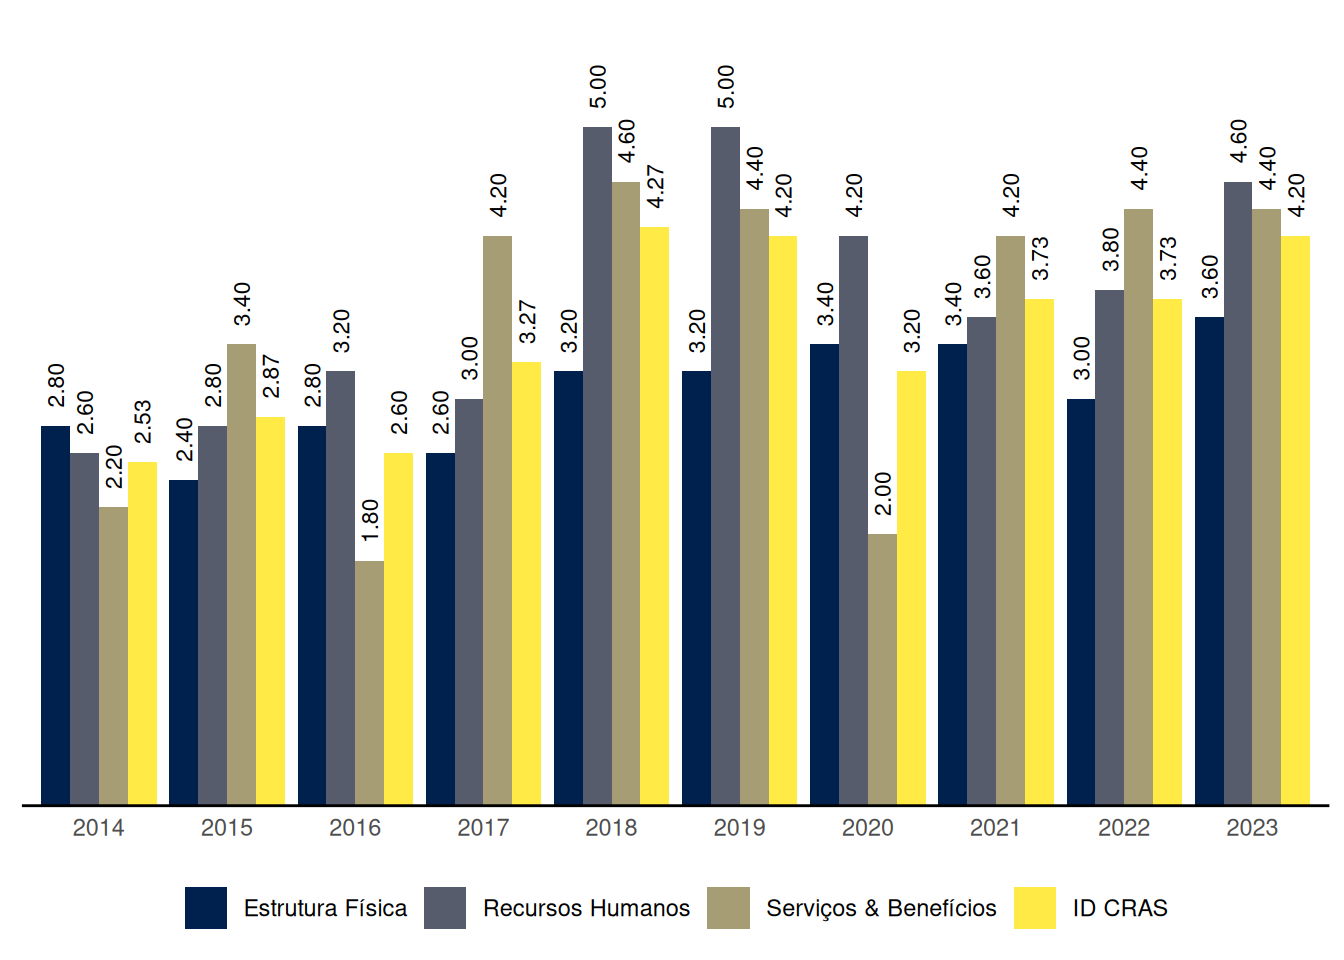 5.00 5.00
4.60 4.60
4.20 4.27 4.40 4.20 4.20 4.20 4.40 4.40 4.20
3.40 3.20 3.27 3.20 3.20 3.40 3.20 3.40 3.60 3.73 3.80 3.73 3.60
2.80 2.60 2.20 2.53 2.40 2.80 2.87 2.80 1.80 2.60 2.60 3.00 2.00 3.00
2014 2015 2016 2017 2018 2019 2020 2021 2022 2023
Estrutura Física Recursos Humanos Serviços & Benefícios ID CRAS